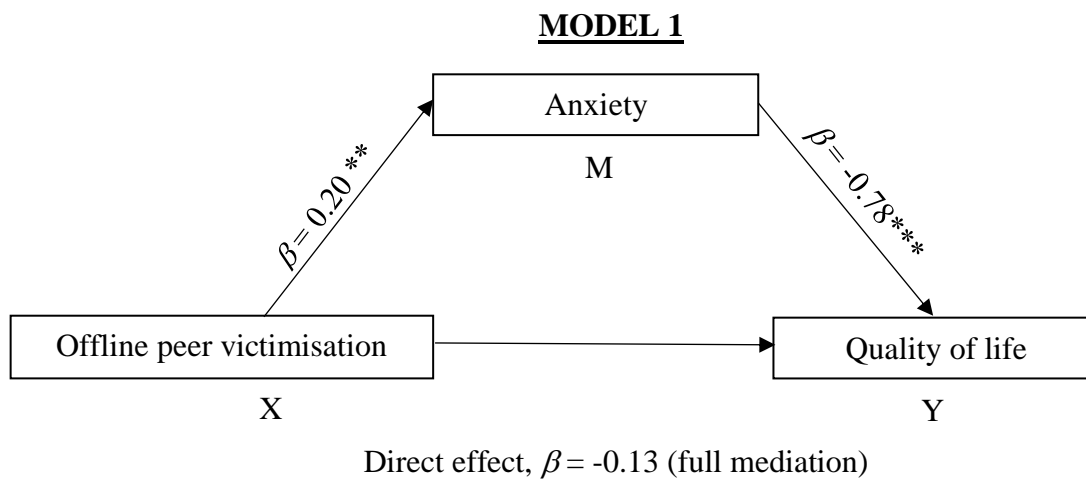 MODEL 1
Anxiety
M
β = 0.20 **
β = -0.78***
Offline peer victimisation
Quality of life
X
Y
Direct effect, β = -0.13 (full mediation)